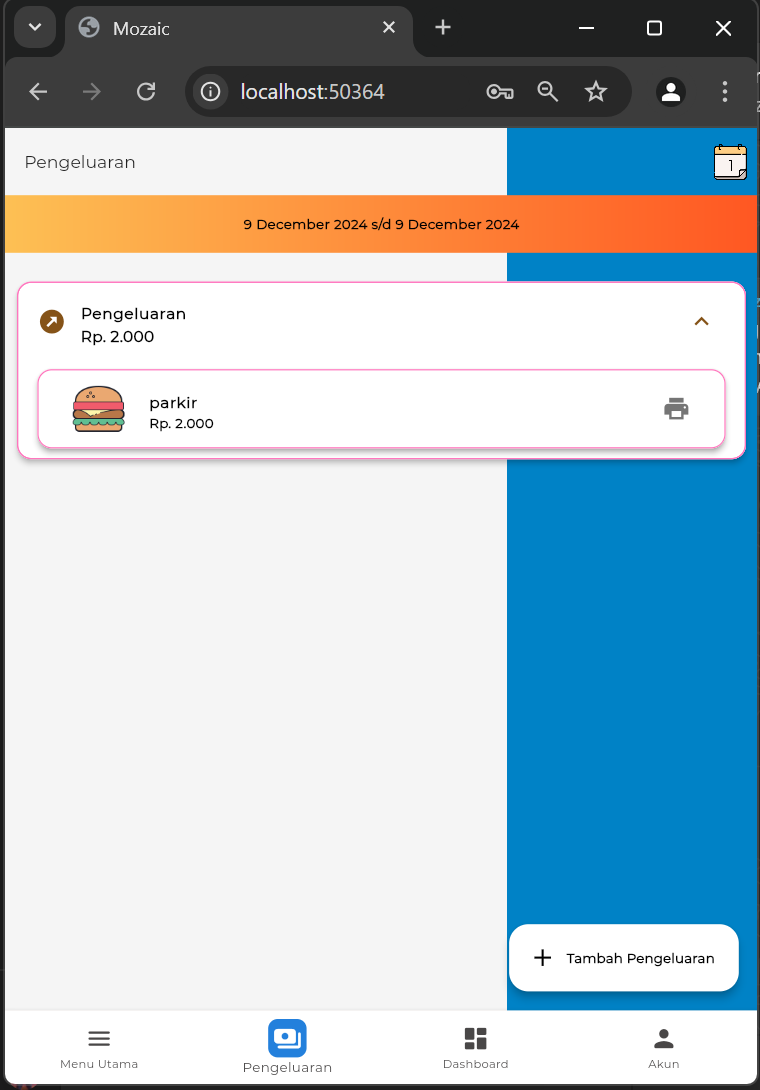 Mozaic
localhost:50364
Pengeluaran
1
9 December 2024 s/d 9 December 2024
Pengeluaran
Rp. 2.000
parkir
Rp. 2.000
Tambah Pengeluaran
Menu Utama
Pengeluaran
Dashboard
Akun